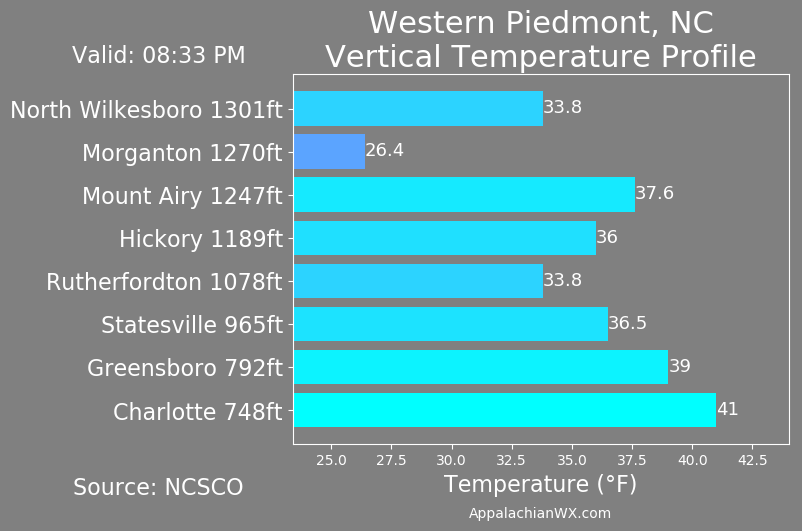 Western Piedmont, NC
Vertical Temperature Profile
Valid: 08:33 PM
North Wilkesboro 1301ft 33.8
Morganton 1270ft 26.4
Mount Airy 1247ft 37.6
Hickory 1189ft 36
Rutherfordton 1078ft 33.8
Statesville 965ft 36.5
Greensboro 792ft 39
Charlotte 748ft 41
25.0 27.5 30.0 32.5 35.0 37.5 40.0 42.5
Temperature (°F)
Source: NCSCO
AppalachianWX.com